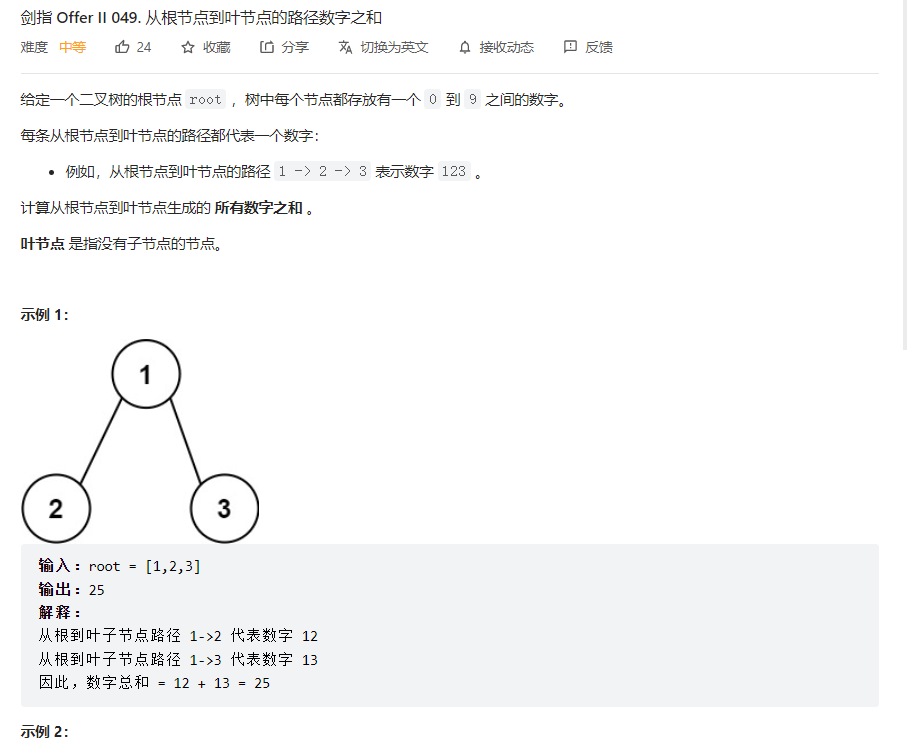 剑指 Offer II 049. 从根节点到叶节点的路径数字之和
难度 中等 24 收藏 分享 切换为英文 接收动态 反馈
给定一个二叉树的根节点 root ，树中每个节点都存放有一个 0 到 9 之间的数字。
每条从根节点到叶节点的路径都代表一个数字：
• 例如，从根节点到叶节点的路径 1 -> 2 -> 3 表示数字 123 。
计算从根节点到叶节点生成的 所有数字之和 。
叶节点 是指没有子节点的节点。
示例 1：
1
2 3
输入：root = [1,2,3]
输出：25
解释：
从根到叶子节点路径 1->2 代表数字 12
从根到叶子节点路径 1->3 代表数字 13
因此，数字总和 = 12 + 13 = 25
示例 2：